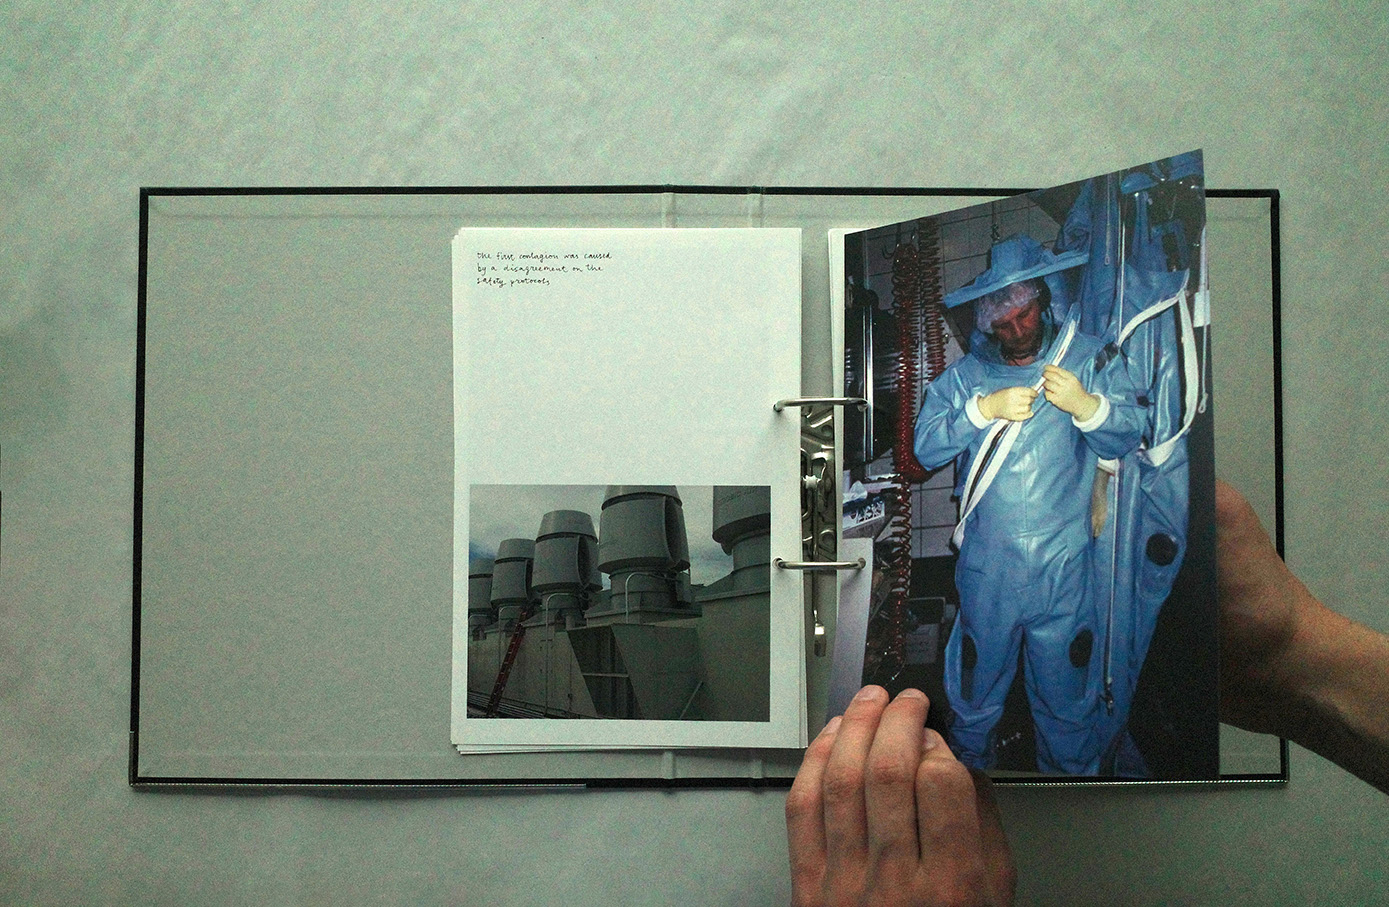 the first contagion was caused
by a disagreement on the
safety protocols